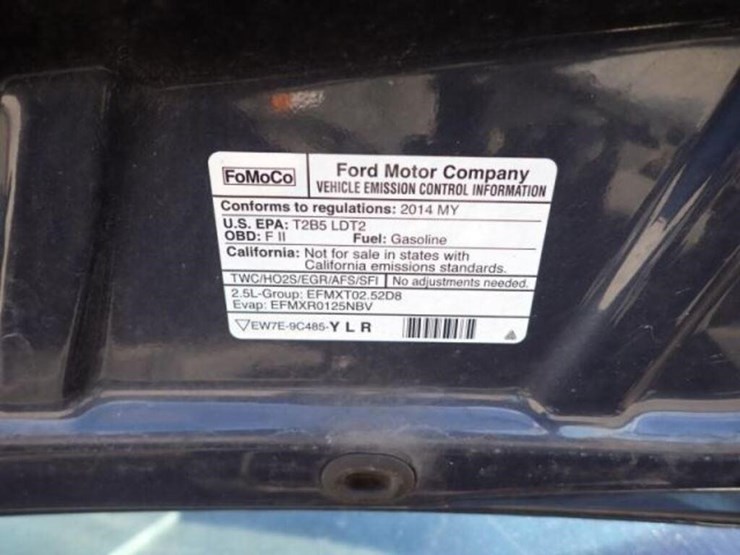 FoMoCo
Ford Motor Company
VEHICLE EMISSION CONTROL INFORMATION
Conforms to regulations: 2014 MY
U.S. EPA: T2B5 LDT2
OBD: F II Fuel: Gasoline
California: Not for sale in states with
California emissions standards.
TWC/HO2S/EGR/AFS/SFI No adjustments needed.
2.5L-Group: EFMXT02.52D8
Evap: EFMXR0125NBV
EW7E-9C485-Y L R